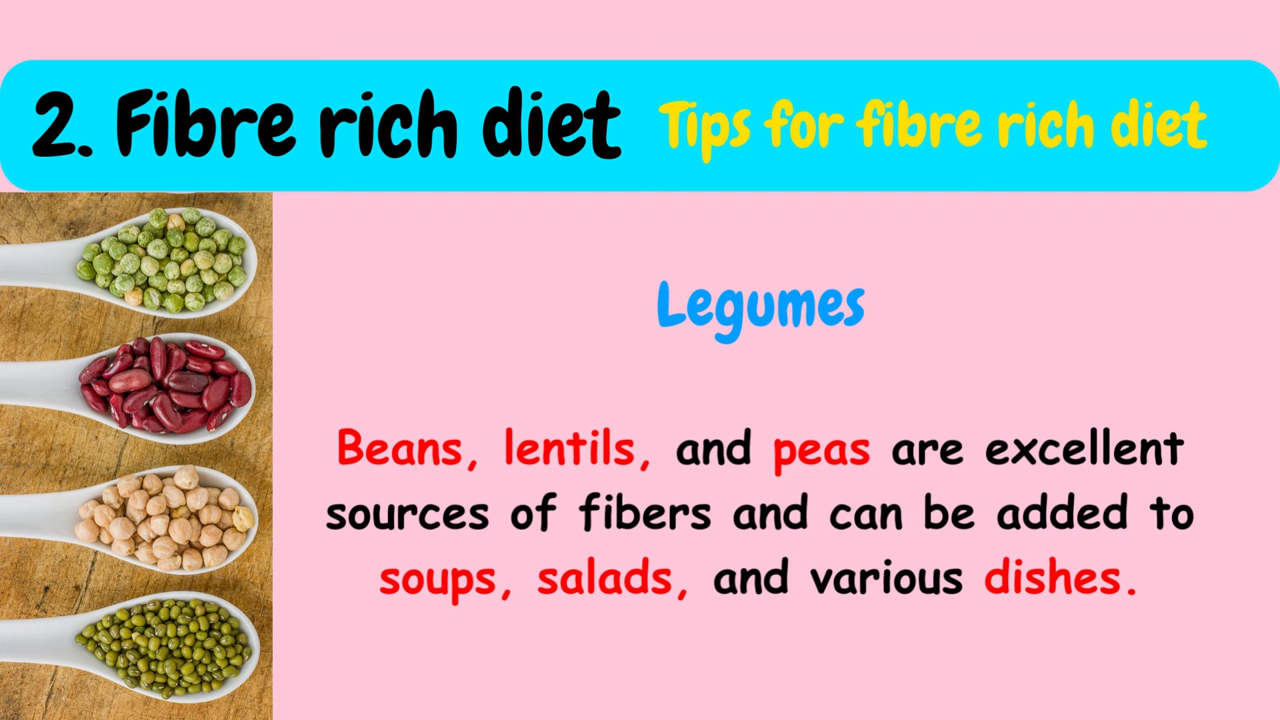 2. Fibre rich diet Tips for fibre rich diet
Legumes
Beans, lentils, and peas are excellent
sources of fibers and can be added to
soups, salads, and various dishes.